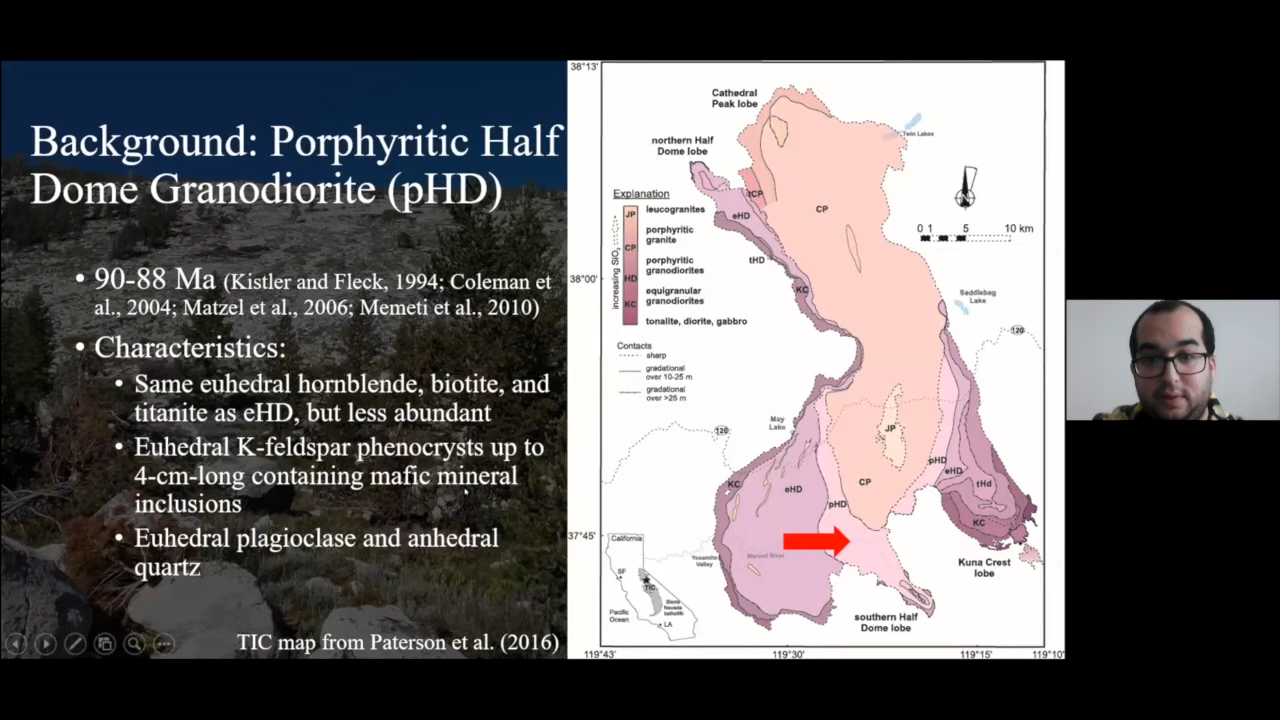 Background: Porphyritic Half
Dome Granodiorite (pHD)
• 90-88 Ma (Kistler and Fleck, 1994; Coleman et
al., 2004; Matzel et al., 2006; Memeti et al., 2010)
• Characteristics:
• Same euhedral hornblende, biotite, and
titanite as eHD, but less abundant
• Euhedral K-feldspar phenocrysts up to
4-cm-long containing mafic mineral
inclusions
• Euhedral plagioclase and anhedral
quartz
TIC map from Paterson et al. (2016)
38°13'
Cathedral
Peak lobe
Twin Lakes
northern Half
Dome lobe
Explanation
JP
leucogranites
porphyritic
granite
CP
porphyritic
granodiorites
HD
equigranular
granodiorites
KC
tonalite, diorite, gabbro
increasing SiO2
Contacts
sharp
gradational
over 10-25 m
gradational
over >25 m
tCP
eHD
CP
tHD
KC
0 1 5 10 km
38°00'
Saddlebag
Lake
120
May
Lake
120
JP
pHD
eHD
tHd
KC
eHD
CP
pHD
KC
37°45'
California
SF
TIC
Sierra
Nevada
batholith
Pacific
Ocean
LA
Yosemite
Valley
Merced River
Kuna Crest
lobe
southern Half
Dome lobe
119°43'
119°30'
119°15'
119°10'